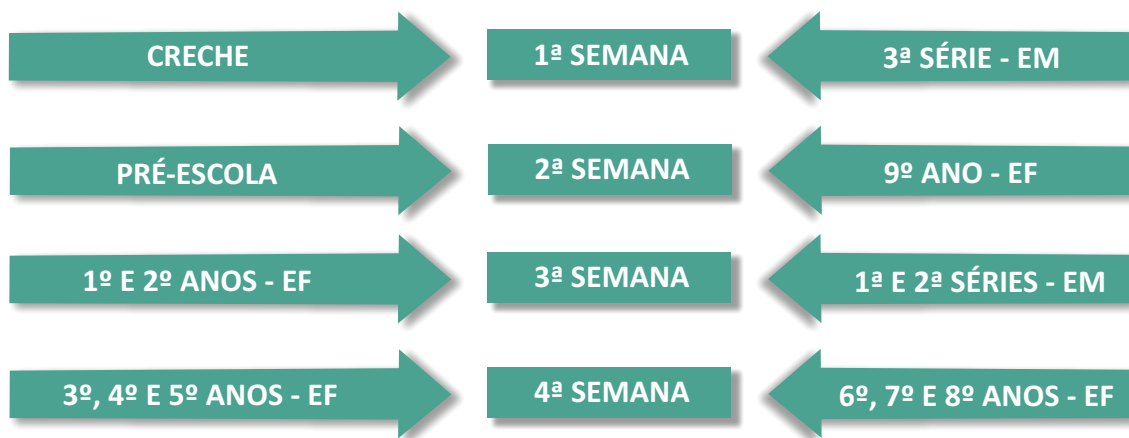 CRECHE
1ª SEMANA
3ª SÉRIE - EM
PRÉ-ESCOLA
2ª SEMANA
9º ANO - EF
1º E 2º ANOS - EF
3ª SEMANA
1ª E 2ª SÉRIES - EM
3º, 4º E 5º ANOS - EF
4ª SEMANA
6º, 7º E 8º ANOS - EF